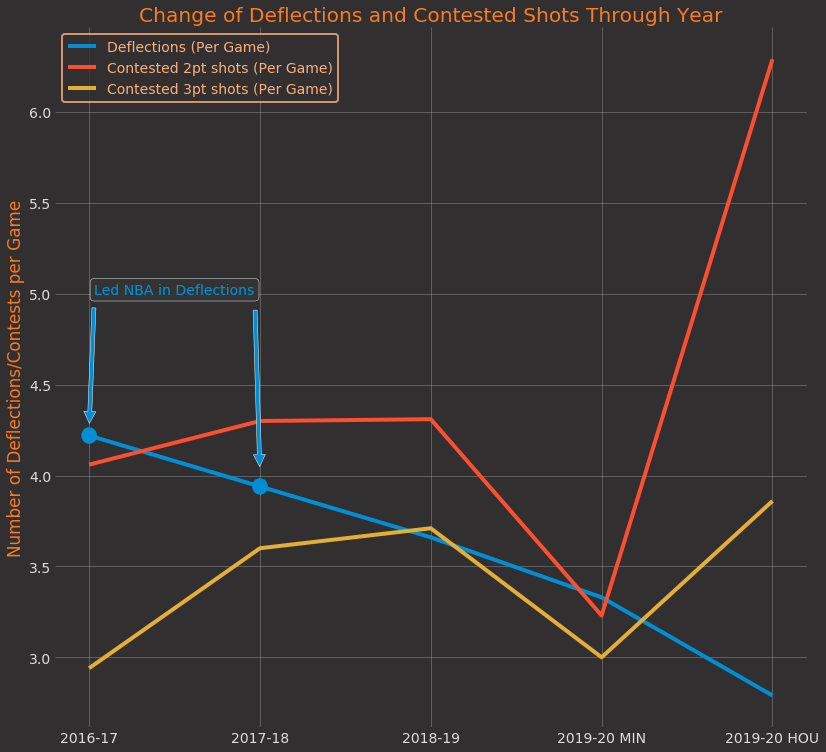 Change of Deflections and Contested Shots Through Year
Deflections (Per Game)
Contested 2pt shots (Per Game)
Contested 3pt shots (Per Game)
Number of Deflections/Contests per Game
6.0
5.5
5.0
4.5
4.0
3.5
3.0
Led NBA in Deflections
2016-17
2017-18
2018-19
2019-20 MIN
2019-20 HOU